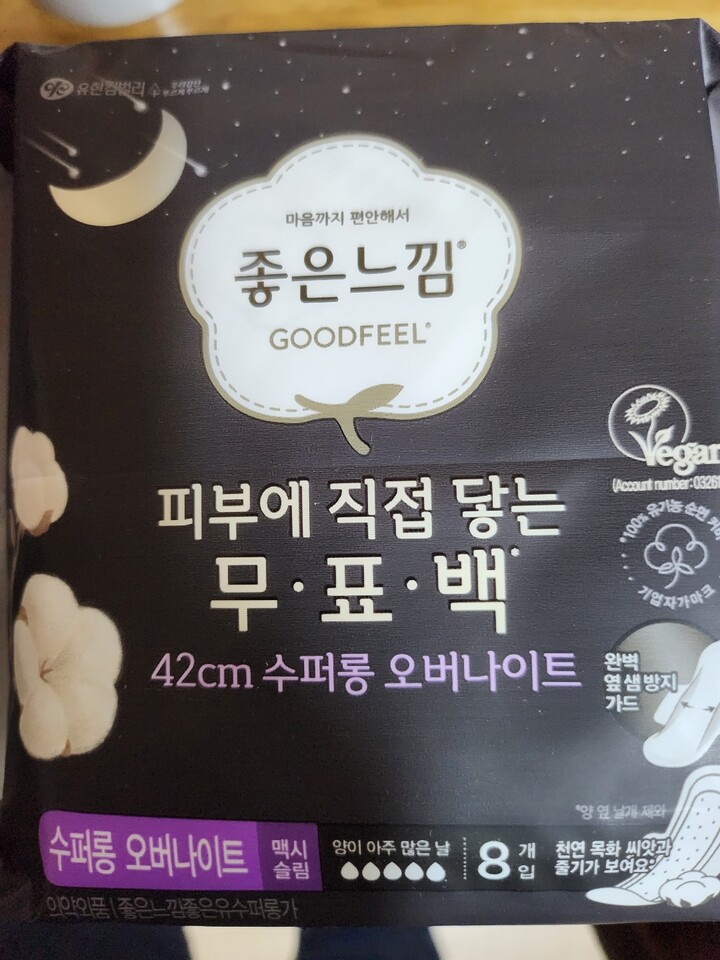 유한킴벌리
마음까지 편안해서
좋은느낌®
GOODFEEL®
Vegan
(Account number:0326
피부에 직접 닿는
무·표·백*
100% 유기농 순면 커버
기업자가마크
42cm 수퍼롱 오버나이트
완벽
옆샘방지
가드
*양 옆 날개 제외
수퍼롱 오버나이트
맥시
슬림
양이 아주 많은 날
8개입
천연 목화 씨앗과
줄기가 보여요*
의약외품 | 좋은느낌좋은유수퍼롱가